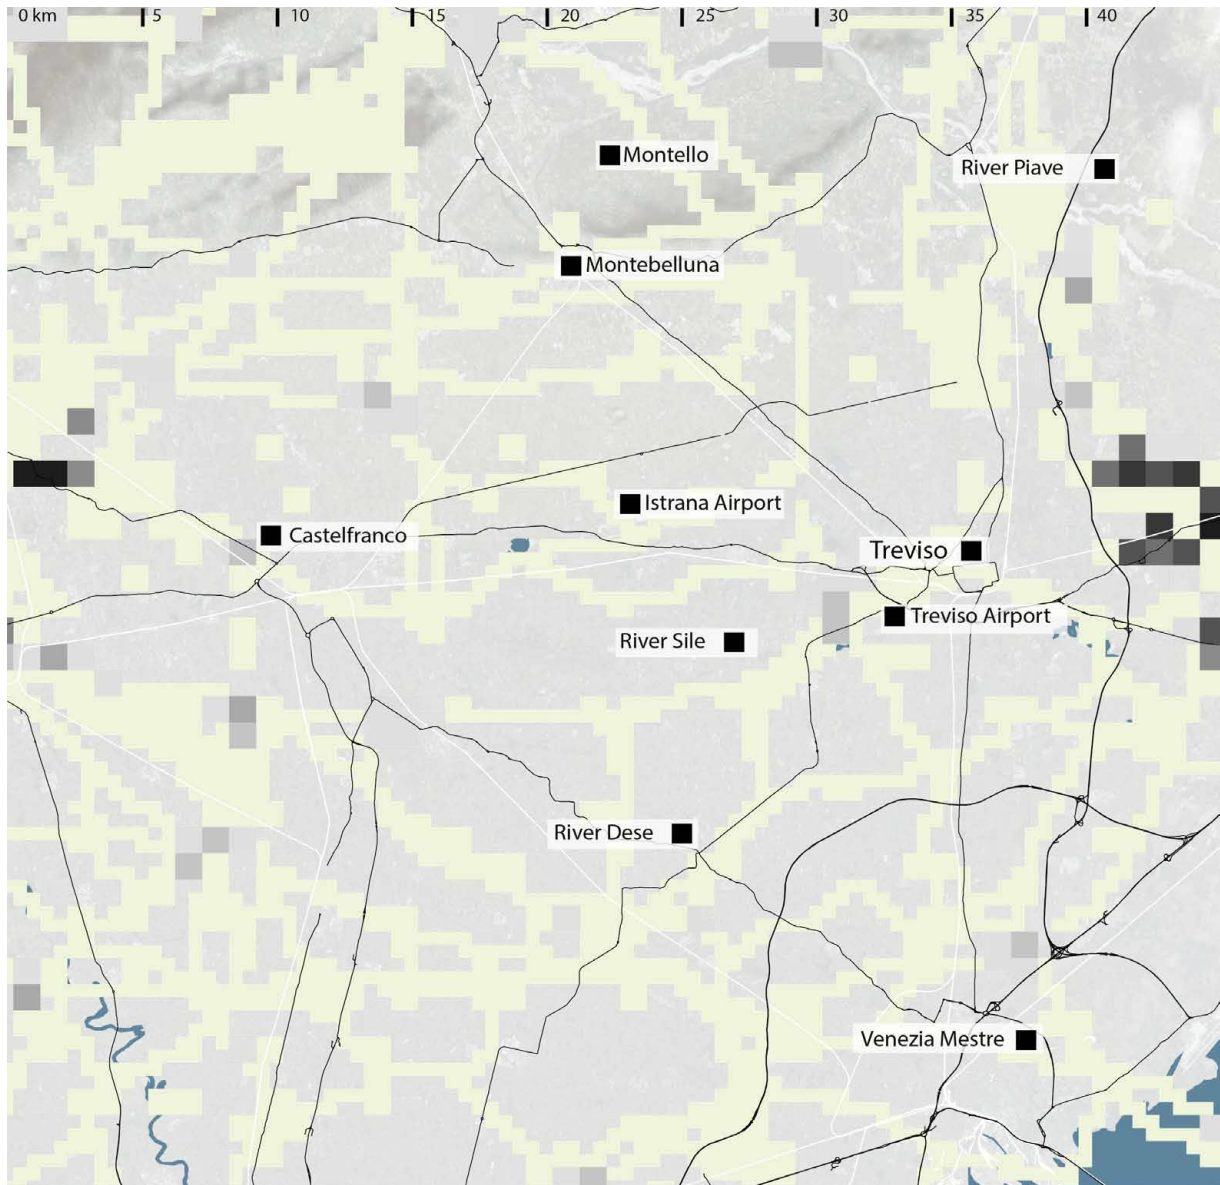 0 km 5 10 15 20 25 30 35 40
Montello
River Piave
Montebelluna
Istrana Airport
Castelfranco
Treviso
Treviso Airport
River Sile
River Dese
Venezia Mestre